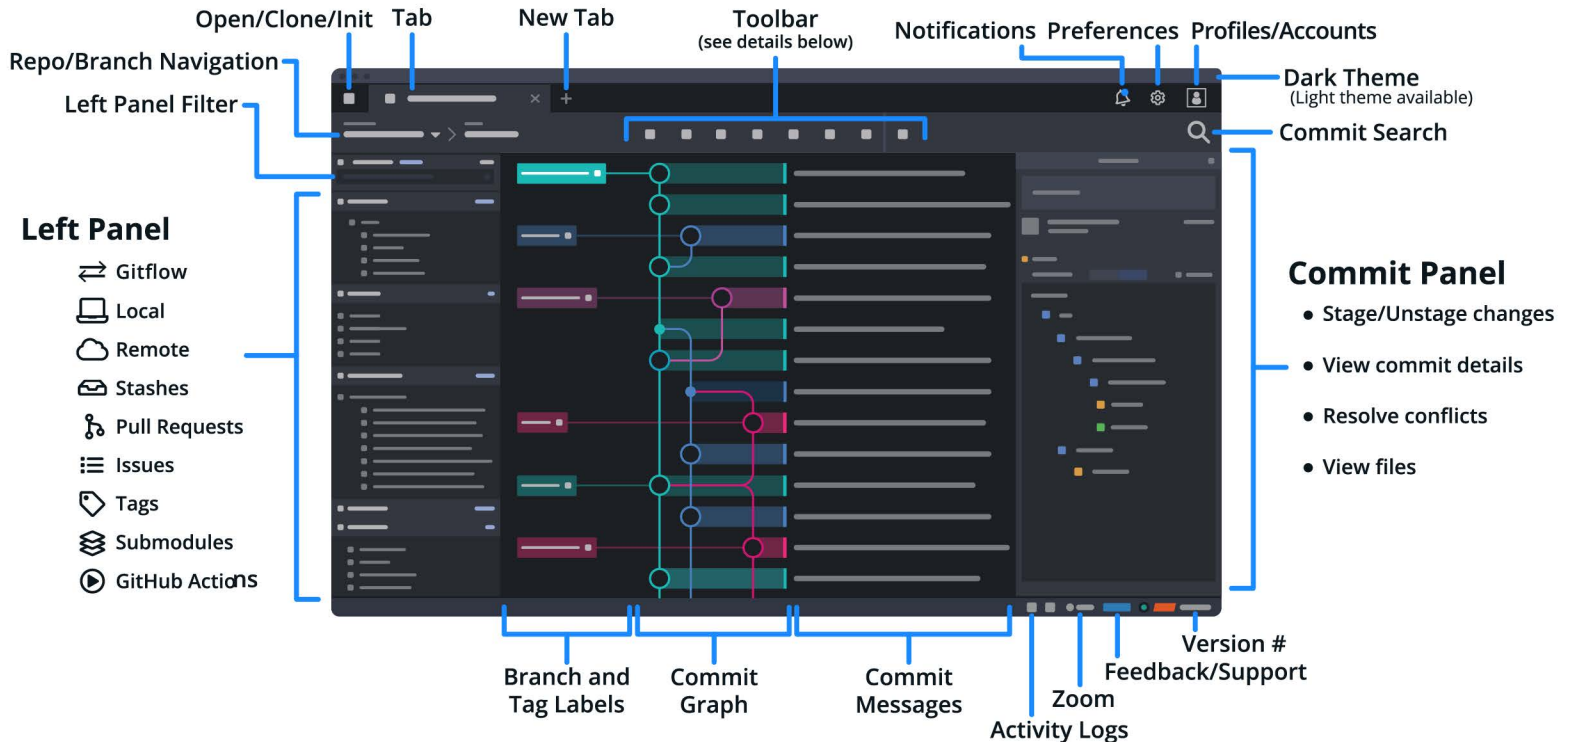 Open/Clone/Init
Tab
New Tab
Toolbar
(see details below)
Notifications
Preferences
Profiles/Accounts
Repo/Branch Navigation
Left Panel Filter
Dark Theme
(Light theme available)
Commit Search
Left Panel
Gitflow
Local
Remote
Stashes
Pull Requests
Issues
Tags
Submodules
GitHub Actions
Commit Panel
• Stage/Unstage changes
• View commit details
• Resolve conflicts
• View files
Branch and
Tag Labels
Commit
Graph
Commit
Messages
Version #
Feedback/Support
Zoom
Activity Logs